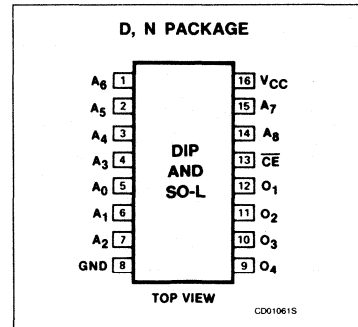 D, N PACKAGE
A6 1 16 VCC
A5 2 15 A7
A4 3 14 A8
A3 4 13 CE
A0 5 12 O1
A1 6 11 O2
A2 7 10 O3
GND 8 9 O4
DIP
AND
SO-L
TOP VIEW
CD01061S